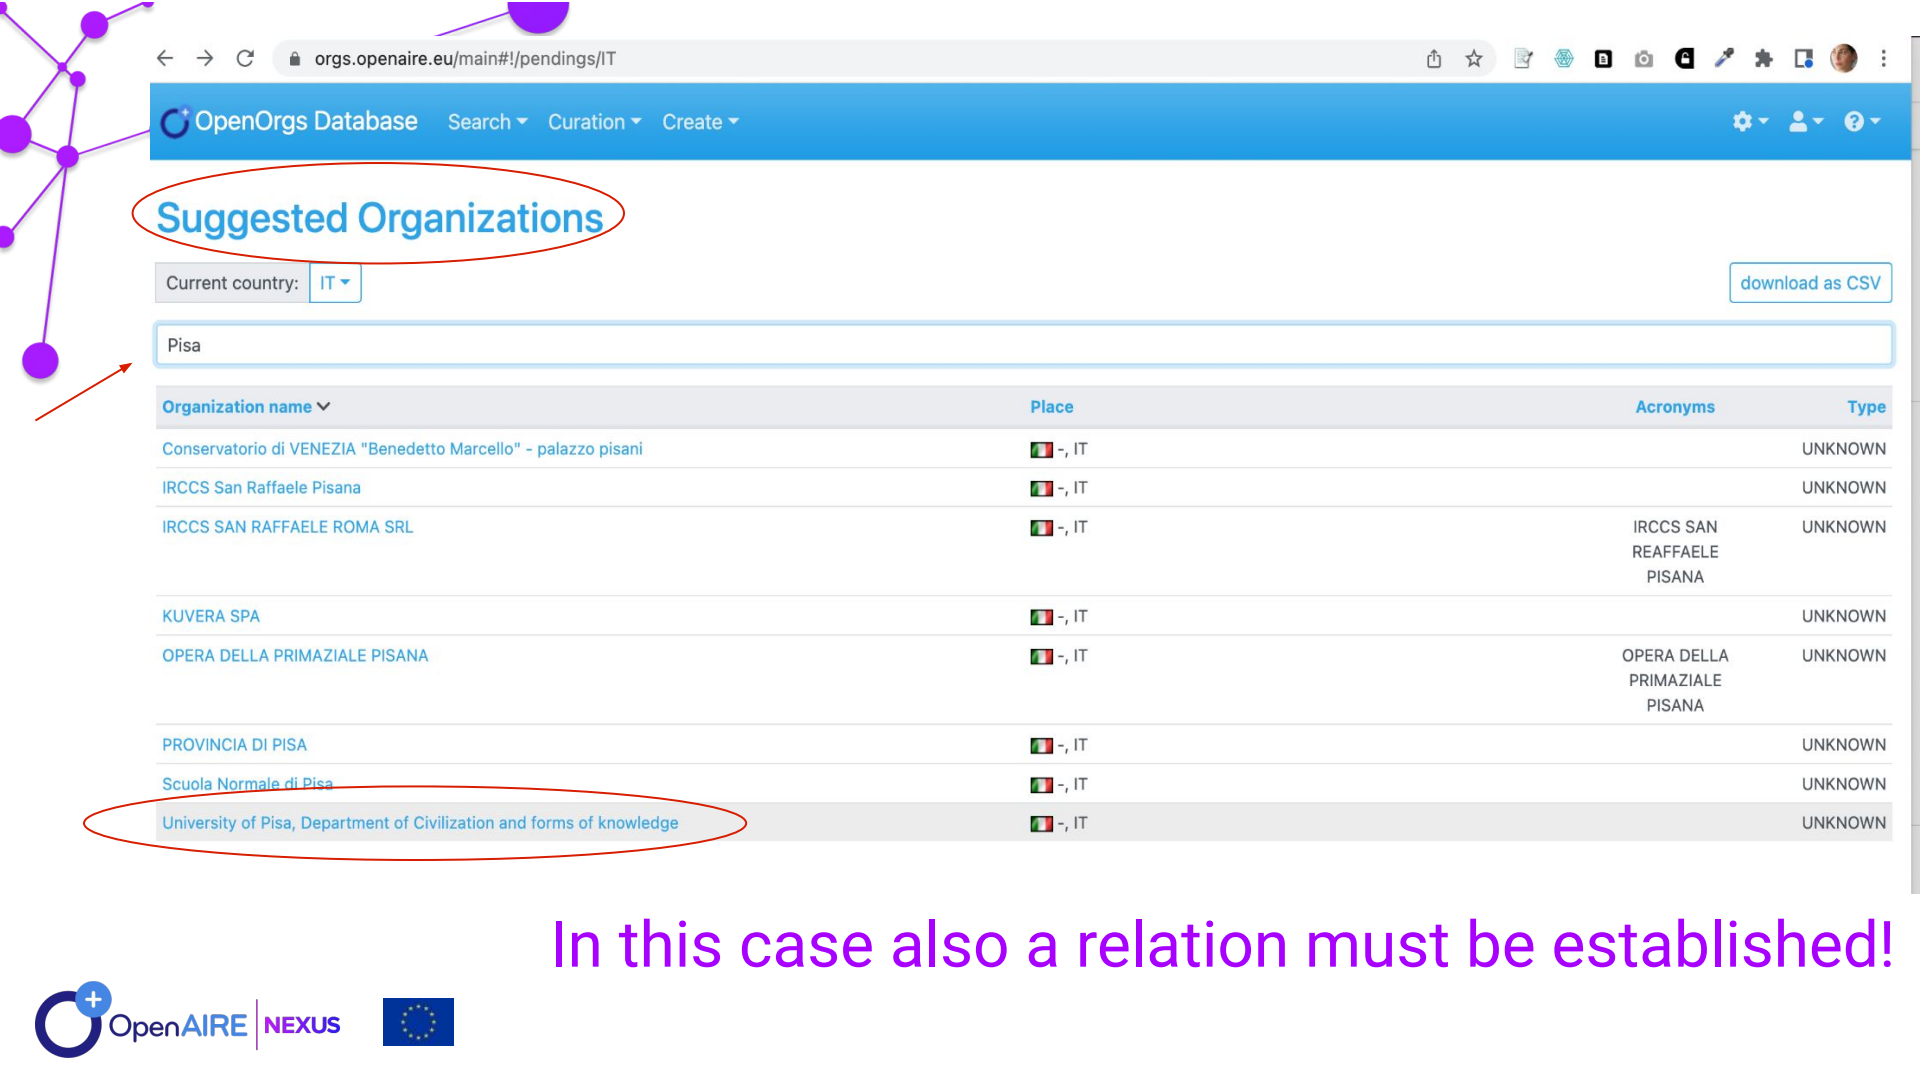 orgs.openaire.eu/main#!/pendings/IT
OpenOrgs Database Search Curation Create
Suggested Organizations
Current country: IT
download as CSV
Pisa
Organization name Place Acronyms Type
Conservatorio di VENEZIA "Benedetto Marcello" - palazzo pisani -, IT UNKNOWN
IRCCS San Raffaele Pisana -, IT UNKNOWN
IRCCS SAN RAFFAELE ROMA SRL -, IT IRCCS SAN UNKNOWN
REAFFAELE
PISANA
KUVERA SPA -, IT UNKNOWN
OPERA DELLA PRIMAZIALE PISANA -, IT OPERA DELLA UNKNOWN
PRIMAZIALE
PISANA
PROVINCIA DI PISA -, IT UNKNOWN
Scuola Normale di Pisa -, IT UNKNOWN
University of Pisa, Department of Civilization and forms of knowledge -, IT UNKNOWN
In this case also a relation must be established!
OpenAIRE NEXUS